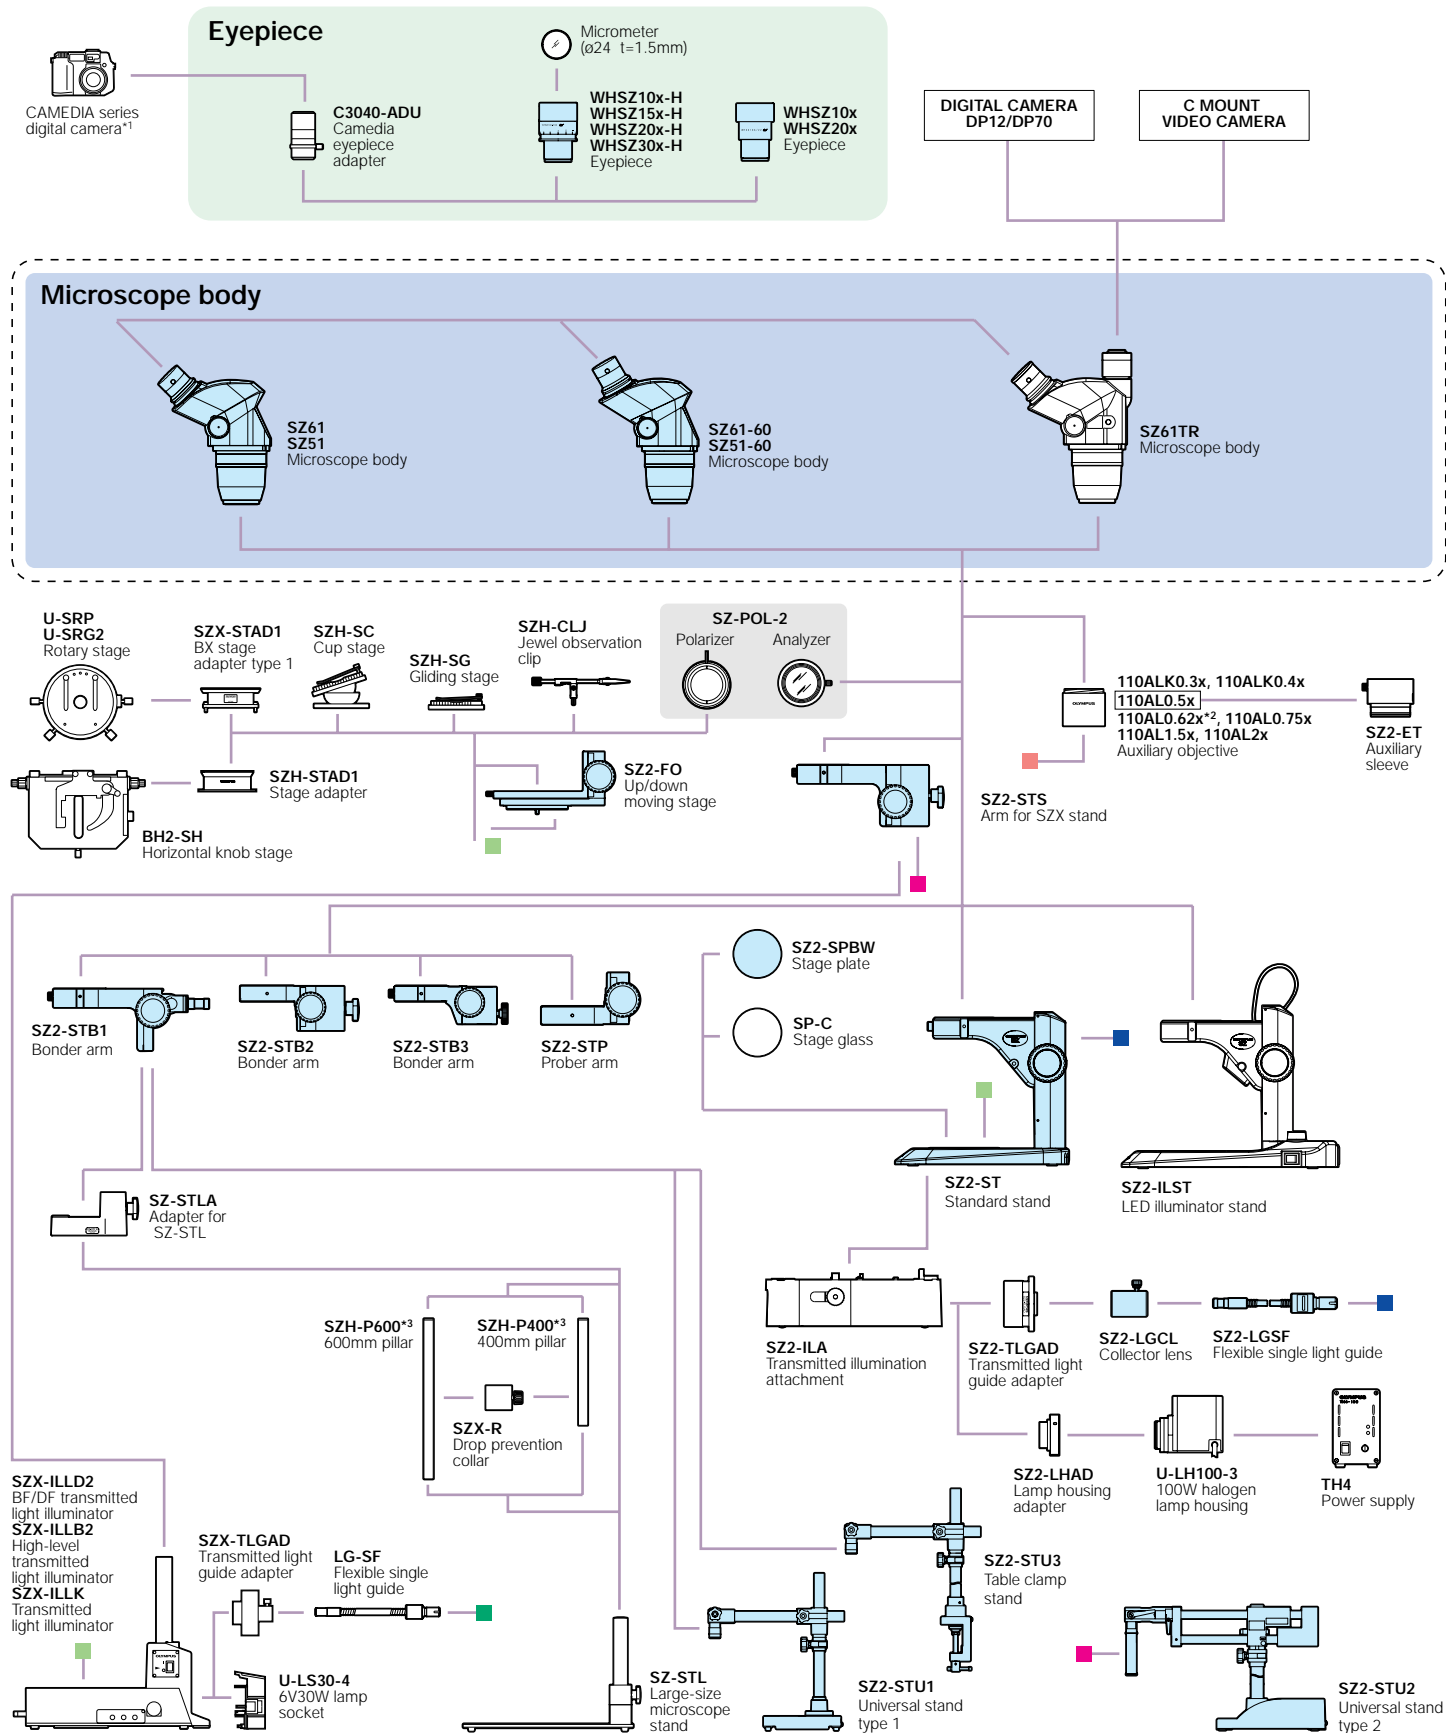 Eyepiece
CAMEDIA series
digital camera*1
C3040-ADU
Camedia
eyepiece
adapter
Micrometer
(ø24 t=1.5mm)
WHSZ10x-H
WHSZ15x-H
WHSZ20x-H
WHSZ30x-H
Eyepiece
WHSZ10x
WHSZ20x
Eyepiece
DIGITAL CAMERA
DP12/DP70
C MOUNT
VIDEO CAMERA
Microscope body
SZ61
SZ51
Microscope body
SZ61-60
SZ51-60
Microscope body
SZ61TR
Microscope body
U-SRP
U-SRG2
Rotary stage
SZX-STAD1
BX stage
adapter type 1
SZH-SC
Cup stage
SZH-SG
Gliding stage
SZH-CLJ
Jewel observation
clip
SZ-POL-2
Polarizer
Analyzer
110ALK0.3x, 110ALK0.4x
110AL0.5x
110AL0.62x*2, 110AL0.75x
110AL1.5x, 110AL2x
Auxiliary objective
OLYMPUS
SZ2-ET
Auxiliary
sleeve
SZH-STAD1
Stage adapter
BH2-SH
Horizontal knob stage
SZ2-FO
Up/down
moving stage
SZ2-STS
Arm for SZX stand
SZ2-STB1
Bonder arm
SZ2-STB2
Bonder arm
SZ2-STB3
Bonder arm
SZ2-STP
Prober arm
SZ2-SPBW
Stage plate
SP-C
Stage glass
SZ2-ST
Standard stand
SZ2-ILST
LED illuminator stand
SZ-STLA
Adapter for
SZ-STL
SZH-P600*3
600mm pillar
SZH-P400*3
400mm pillar
SZX-R
Drop prevention
collar
SZ2-ILA
Transmitted illumination
attachment
SZ2-TLGAD
Transmitted light
guide adapter
SZ2-LGCL
Collector lens
SZ2-LGSF
Flexible single light guide
SZ2-LHAD
Lamp housing
adapter
U-LH100-3
100W halogen
lamp housing
TH4
Power supply
SZX-ILLD2
BF/DF transmitted
light illuminator
SZX-ILLB2
High-level
transmitted
light illuminator
SZX-ILLK
Transmitted
light illuminator
OLYMPUS
SZX-TLGAD
Transmitted light
guide adapter
LG-SF
Flexible single
light guide
U-LS30-4
6V30W lamp
socket
SZ-STL
Large-size
microscope
stand
SZ2-STU1
Universal stand
type 1
SZ2-STU3
Table clamp
stand
SZ2-STU2
Universal stand
type 2